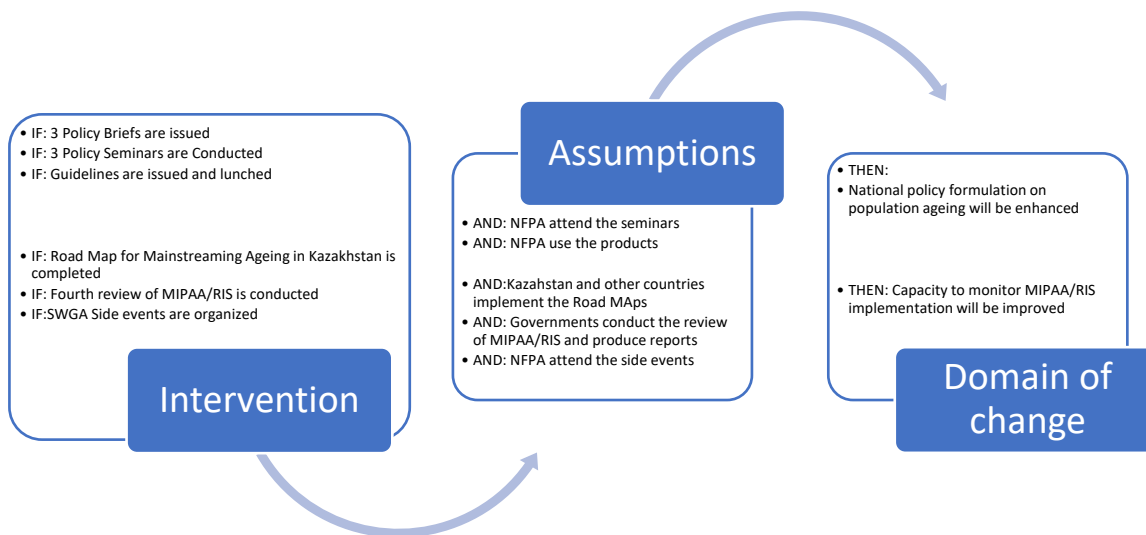 • IF: 3 Policy Briefs are issued
• IF: 3 Policy Seminars are Conducted
• IF: Guidelines are issued and lunched
• IF: Road Map for Mainstreaming Ageing in Kazakhstan is
completed
• IF: Fourth review of MIPAA/RIS is conducted
• IF:SWGA Side events are organized
Intervention
Assumptions
• AND: NFPA attend the seminars
• AND: NFPA use the products
• AND:Kazahstan and other countries
implement the Road MAps
• AND: Governments conduct the review
of MIPAA/RIS and produce reports
• AND: NFPA attend the side events
• THEN:
• National policy formulation on
population ageing will be enhanced
• THEN: Capacity to monitor MIPAA/RIS
implementation will be improved
Domain of
change